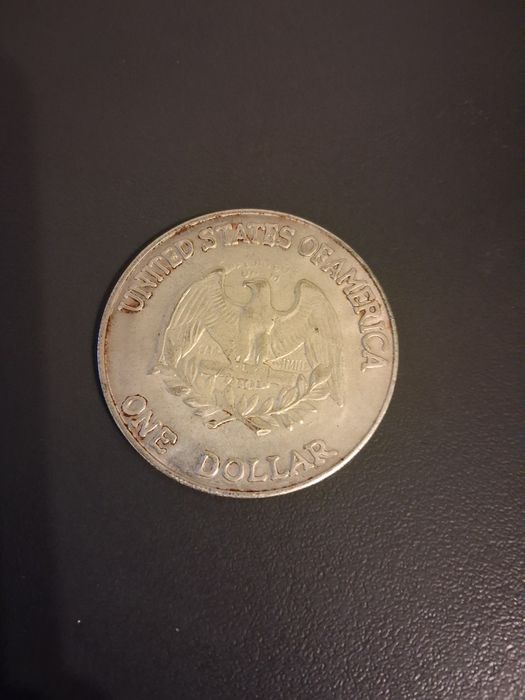 UNITED STATES OF AMERICA
ONE DOLLAR